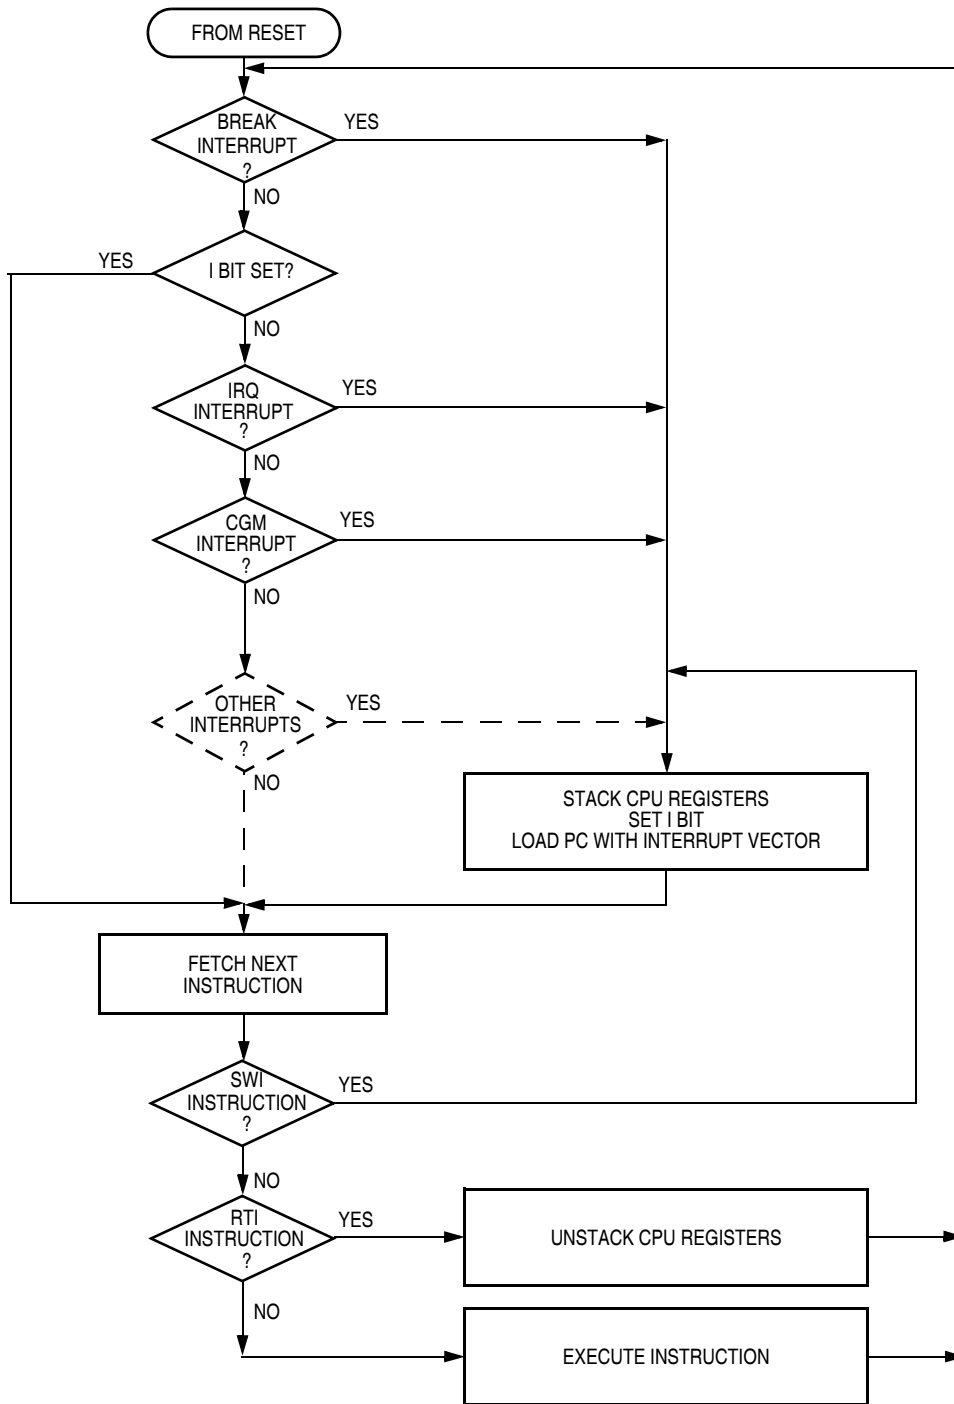 FROM RESET
BREAK
INTERRUPT
?
YES
NO
I BIT SET?
YES
NO
IRQ
INTERRUPT
?
YES
NO
CGM
INTERRUPT
?
YES
NO
OTHER
INTERRUPTS
?
YES
NO
STACK CPU REGISTERS
SET I BIT
LOAD PC WITH INTERRUPT VECTOR
FETCH NEXT
INSTRUCTION
SWI
INSTRUCTION
?
YES
NO
RTI
INSTRUCTION
?
YES
UNSTACK CPU REGISTERS
NO
EXECUTE INSTRUCTION